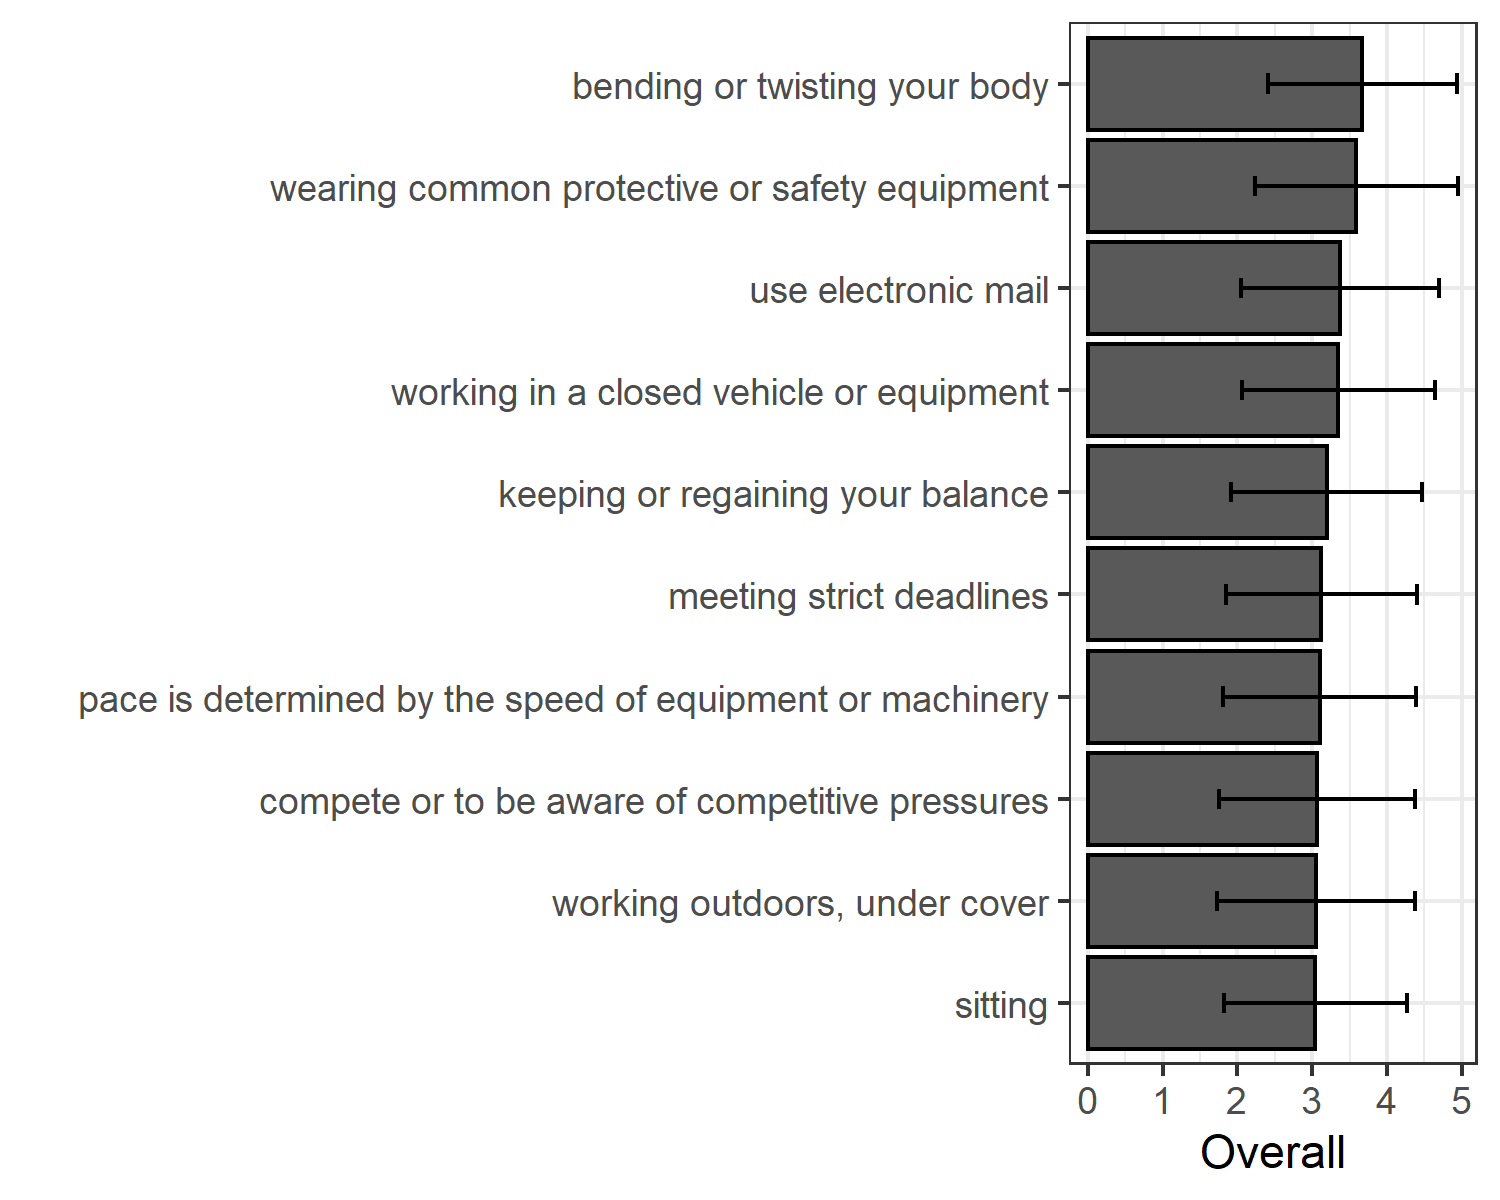 bending or twisting your body
wearing common protective or safety equipment
use electronic mail
working in a closed vehicle or equipment
keeping or regaining your balance
meeting strict deadlines
pace is determined by the speed of equipment or machinery
compete or to be aware of competitive pressures
working outdoors, under cover
sitting
0 1 2 3 4 5
Overall